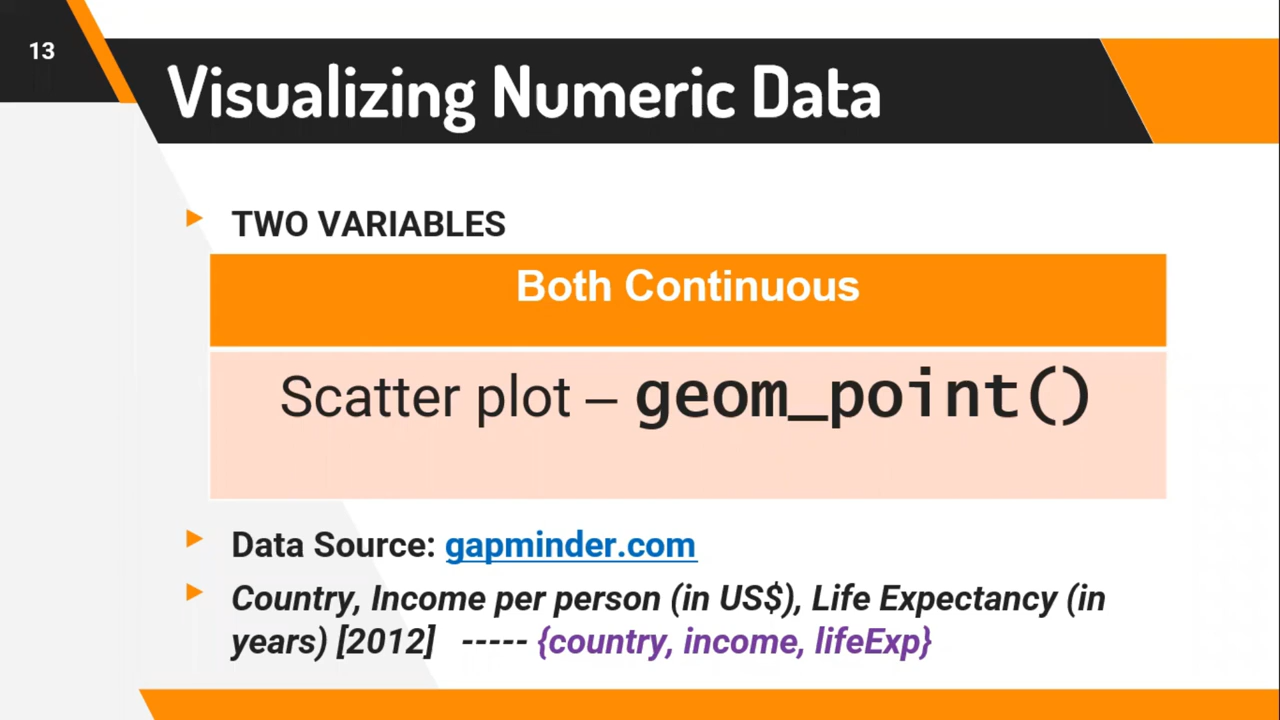 13
Visualizing Numeric Data
TWO VARIABLES
Both Continuous
Scatter plot – geom_point()
Data Source: gapminder.com
Country, Income per person (in US$), Life Expectancy (in
years) [2012] ----- {country, income, lifeExp}